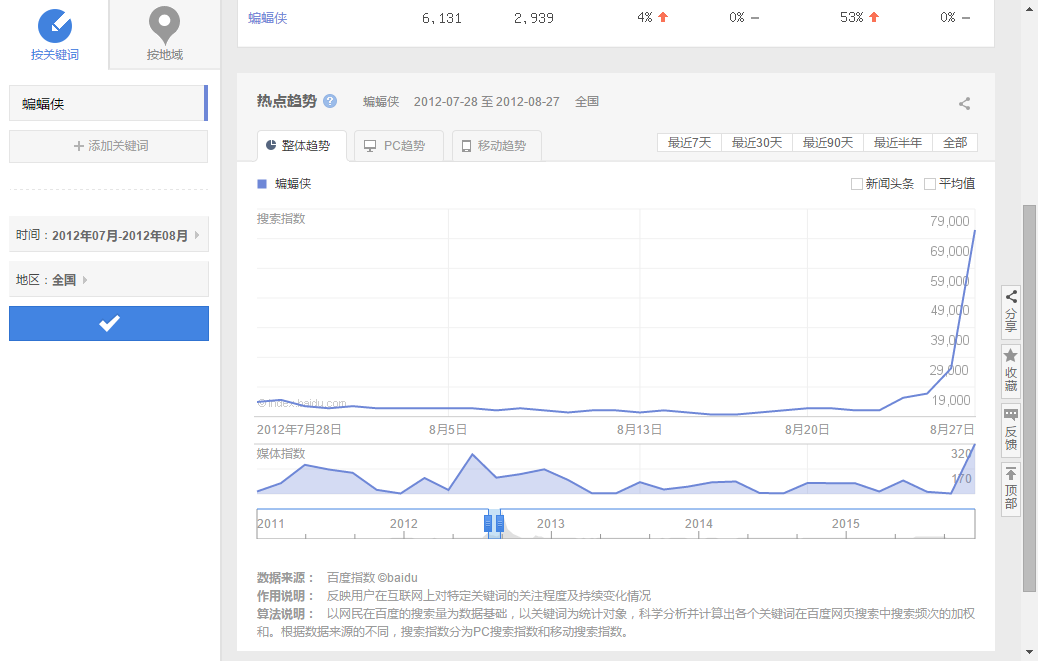 按关键词
按地域
蝙蝠侠
添加关键词
时间：2012年07月-2012年08月
地区：全国
蝙蝠侠 6,131 2,939 4% 0% 53% 0%
热点趋势 ? 蝙蝠侠 2012-07-28 至 2012-08-27 全国
整体趋势 PC趋势 移动趋势 最近7天 最近30天 最近90天 最近半年 全部
蝙蝠侠 新闻头条 平均值
搜索指数
79,000
69,000
59,000
49,000
39,000
29,000
19,000
©index.baidu.com
2012年7月28日 8月5日 8月13日 8月20日 8月27日
媒体指数
320
170
2011 2012 2013 2014 2015
数据来源： 百度指数 ©baidu
作用说明： 反映用户在互联网上对特定关键词的关注程度及持续变化情况
算法说明： 以网民在百度的搜索量为数据基础，以关键词为统计对象，科学分析并计算出各个关键词在百度网页搜索中搜索频次的加权
和。根据数据来源的不同，搜索指数分为PC搜索指数和移动搜索指数。
分享
收藏
反馈
顶部